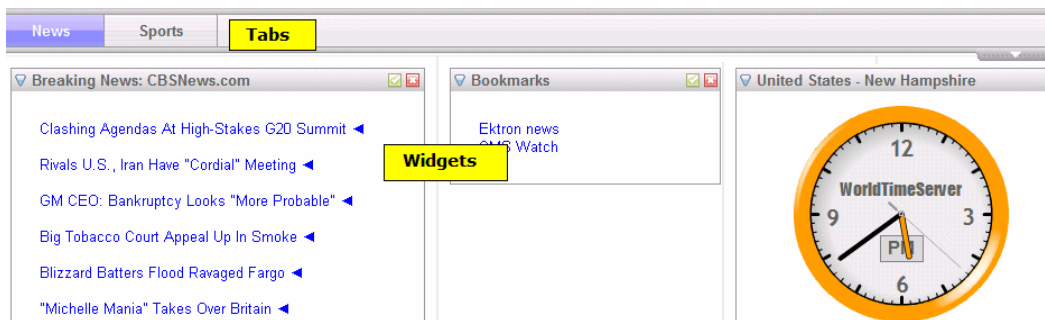 News
Sports
Tabs
Breaking News: CBSNews.com
Clashing Agendas At High-Stakes G20 Summit
Rivals U.S., Iran Have "Cordial" Meeting
GM CEO: Bankruptcy Looks "More Probable"
Big Tobacco Court Appeal Up In Smoke
Blizzard Batters Flood Ravaged Fargo
"Michelle Mania" Takes Over Britain
Widgets
Bookmarks
Ektron news
CMS Watch
United States - New Hampshire
12
WorldTimeServer
9
3
PM
6